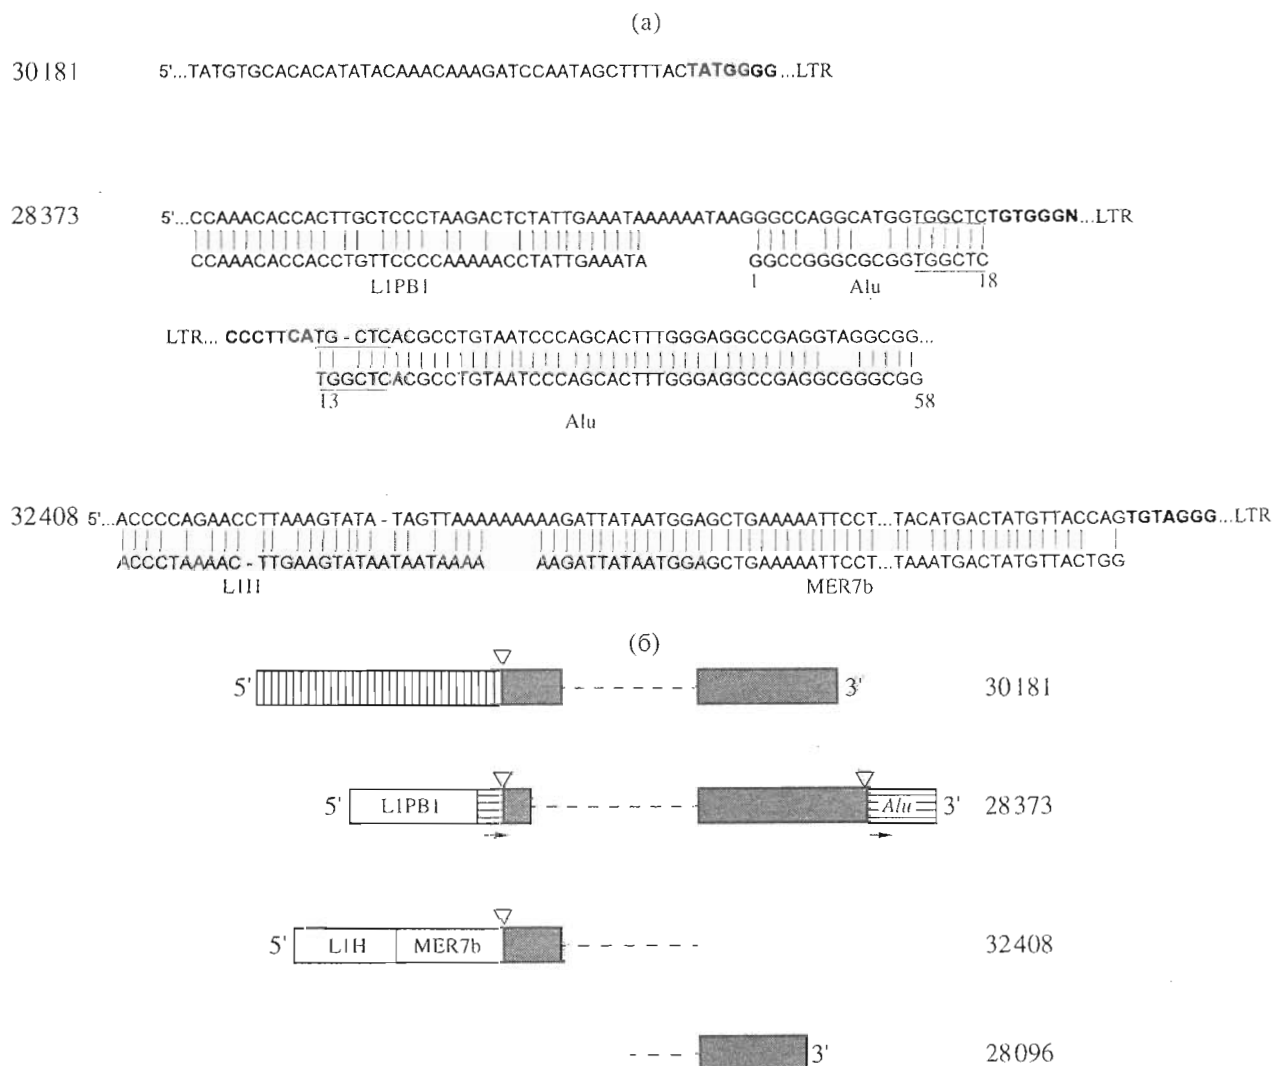 (а)
30181 5'...TATGTGCACACATATACAAACAAAGATCCAATAGCTTTTACTATGGGG...LTR
28373 5'...CCAAACACCACTTGCTCCCTAAGACTCTATTGAAATAAAAAATAAGGGCCAGGCATGGTGGCTCTGTGGGN...LTR
CCAAACACCACCTGTTCCCCAAAAACCTATTGAAATA GGCCGGGCGCGGTGGCTC
1 18
L1PB1 Alu
LTR... CCCTTCATG-CTCACGCCTGTAATCCCAGCACTTTGGGAGGCCGAGGTAGGCGG...
TGGCTCACGCCTGTAATCCCAGCACTTTGGGAGGCCGAGGCGGGCGG
13 58
Alu
32408 5'...ACCCCAGAACCTTAAAGTATA-TAGTTAAAAAAAAAGATTATAATGGAGCTGAAAAATTCCT...TACATGACTATGTTACCAGTGTAGGG...LTR
ACCCTAAAAC-TTGAAGTATAATAATAAAA AAGATTATAATGGAGCTGAAAAATTCCT...TAAATGACTATGTTACTGG
L1H MER7b
(б)
5' 3' 30181
5' L1PB1 Alu 3' 28373
5' L1H MER7b 32408
3' 28096